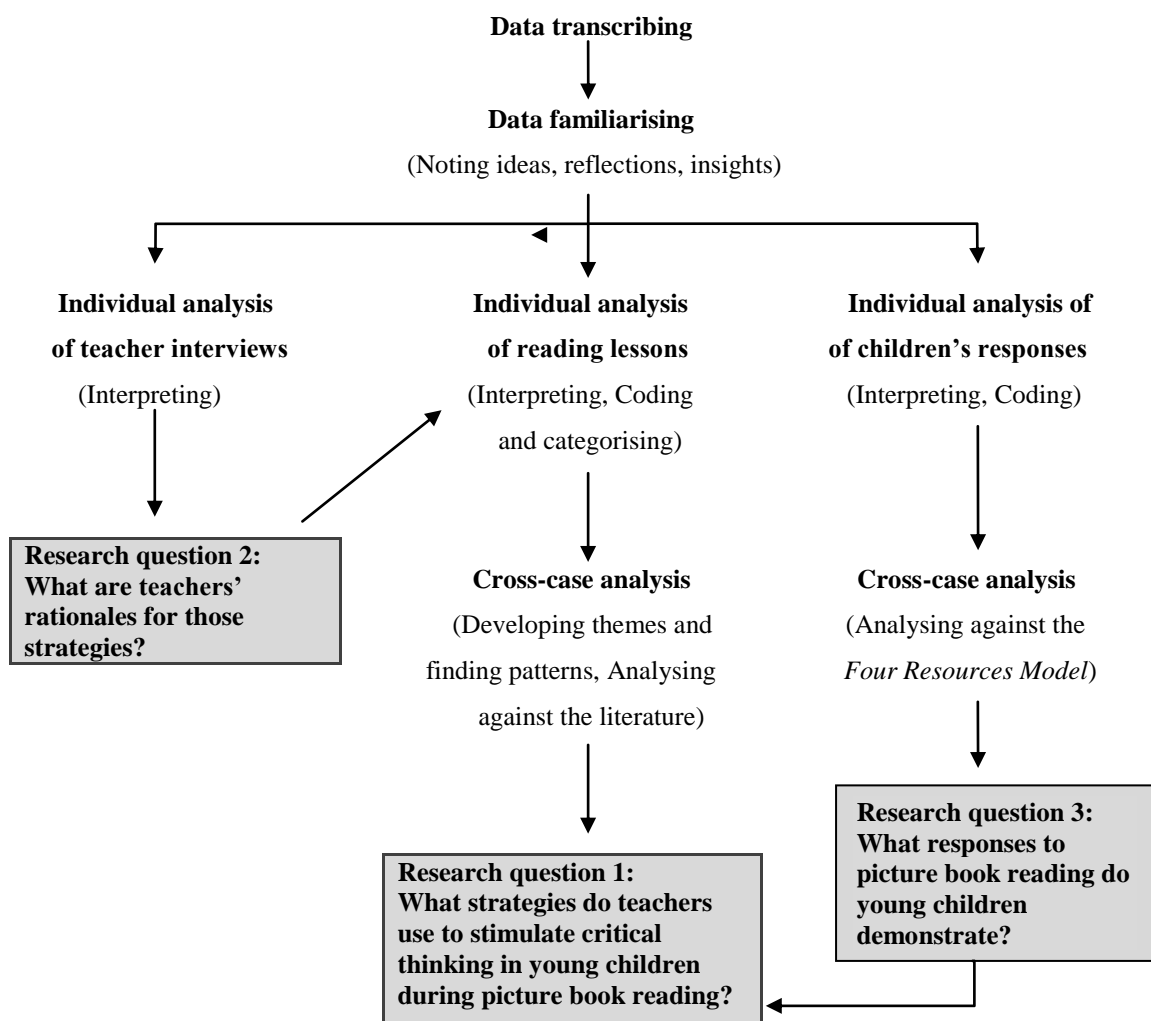 Data transcribing
Data familiarising
(Noting ideas, reflections, insights)
Individual analysis
of teacher interviews
(Interpreting)
Research question 2:
What are teachers’
rationales for those
strategies?
Individual analysis
of reading lessons
(Interpreting, Coding
and categorising)
Cross-case analysis
(Developing themes and
finding patterns, Analysing
against the literature)
Research question 1:
What strategies do teachers
use to stimulate critical
thinking in young children
during picture book reading?
Individual analysis of
of children’s responses
(Interpreting, Coding)
Cross-case analysis
(Analysing against the
Four Resources Model)
Research question 3:
What responses to
picture book reading do
young children
demonstrate?